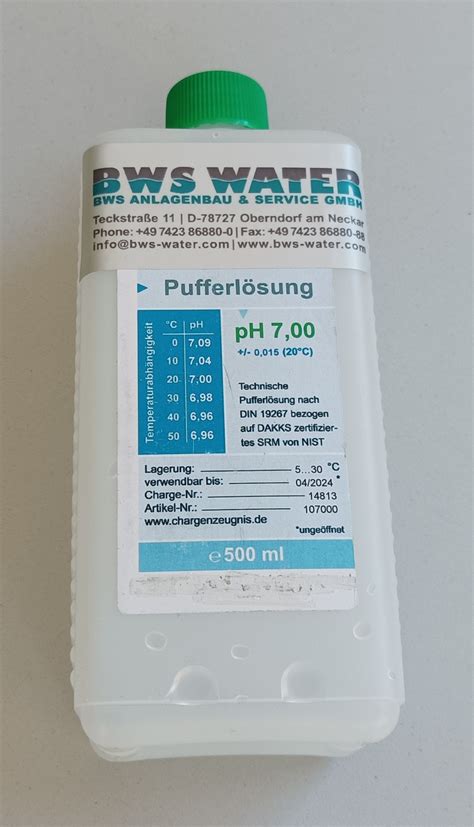 BWS WATER
BWS ANLAGENBAU & SERVICE GMBH
Teckstraße 11 | D-78727 Oberndorf am Neckar
Phone: +49 7423 86880-0 | Fax: +49 7423 86880-88
info@bws-water.com | www.bws-water.com
Pufferlösung
Temperaturabhängigkeit
°C pH
0 7,09
10 7,04
20 7,00
30 6,98
40 6,96
50 6,96
pH 7,00
+/- 0,015 (20°C)
Technische
Pufferlösung nach
DIN 19267 bezogen
auf DAKKS zertifizier-
tes SRM von NIST
Lagerung: 5...30 °C
verwendbar bis: 04/2024 *
Charge-Nr.: 14813
Artikel-Nr.: 107000
www.chargenzeugnis.de
*ungeöffnet
℮ 500 ml